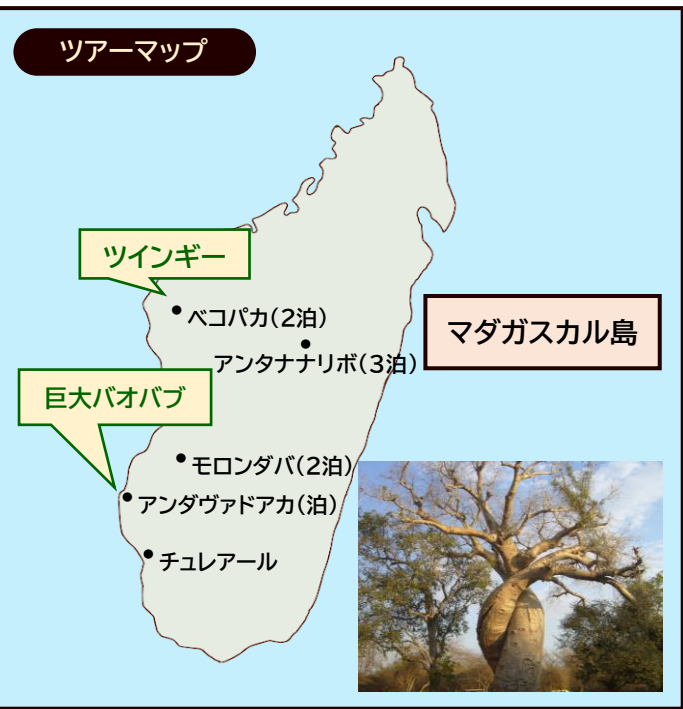 ツアーマップ
ツインギー
ベコパカ(2泊)
マダガスカル島
アンタナナリボ(3泊)
巨大バオバブ
モロンダバ(2泊)
アンダヴァドアカ(泊)
チュレアール